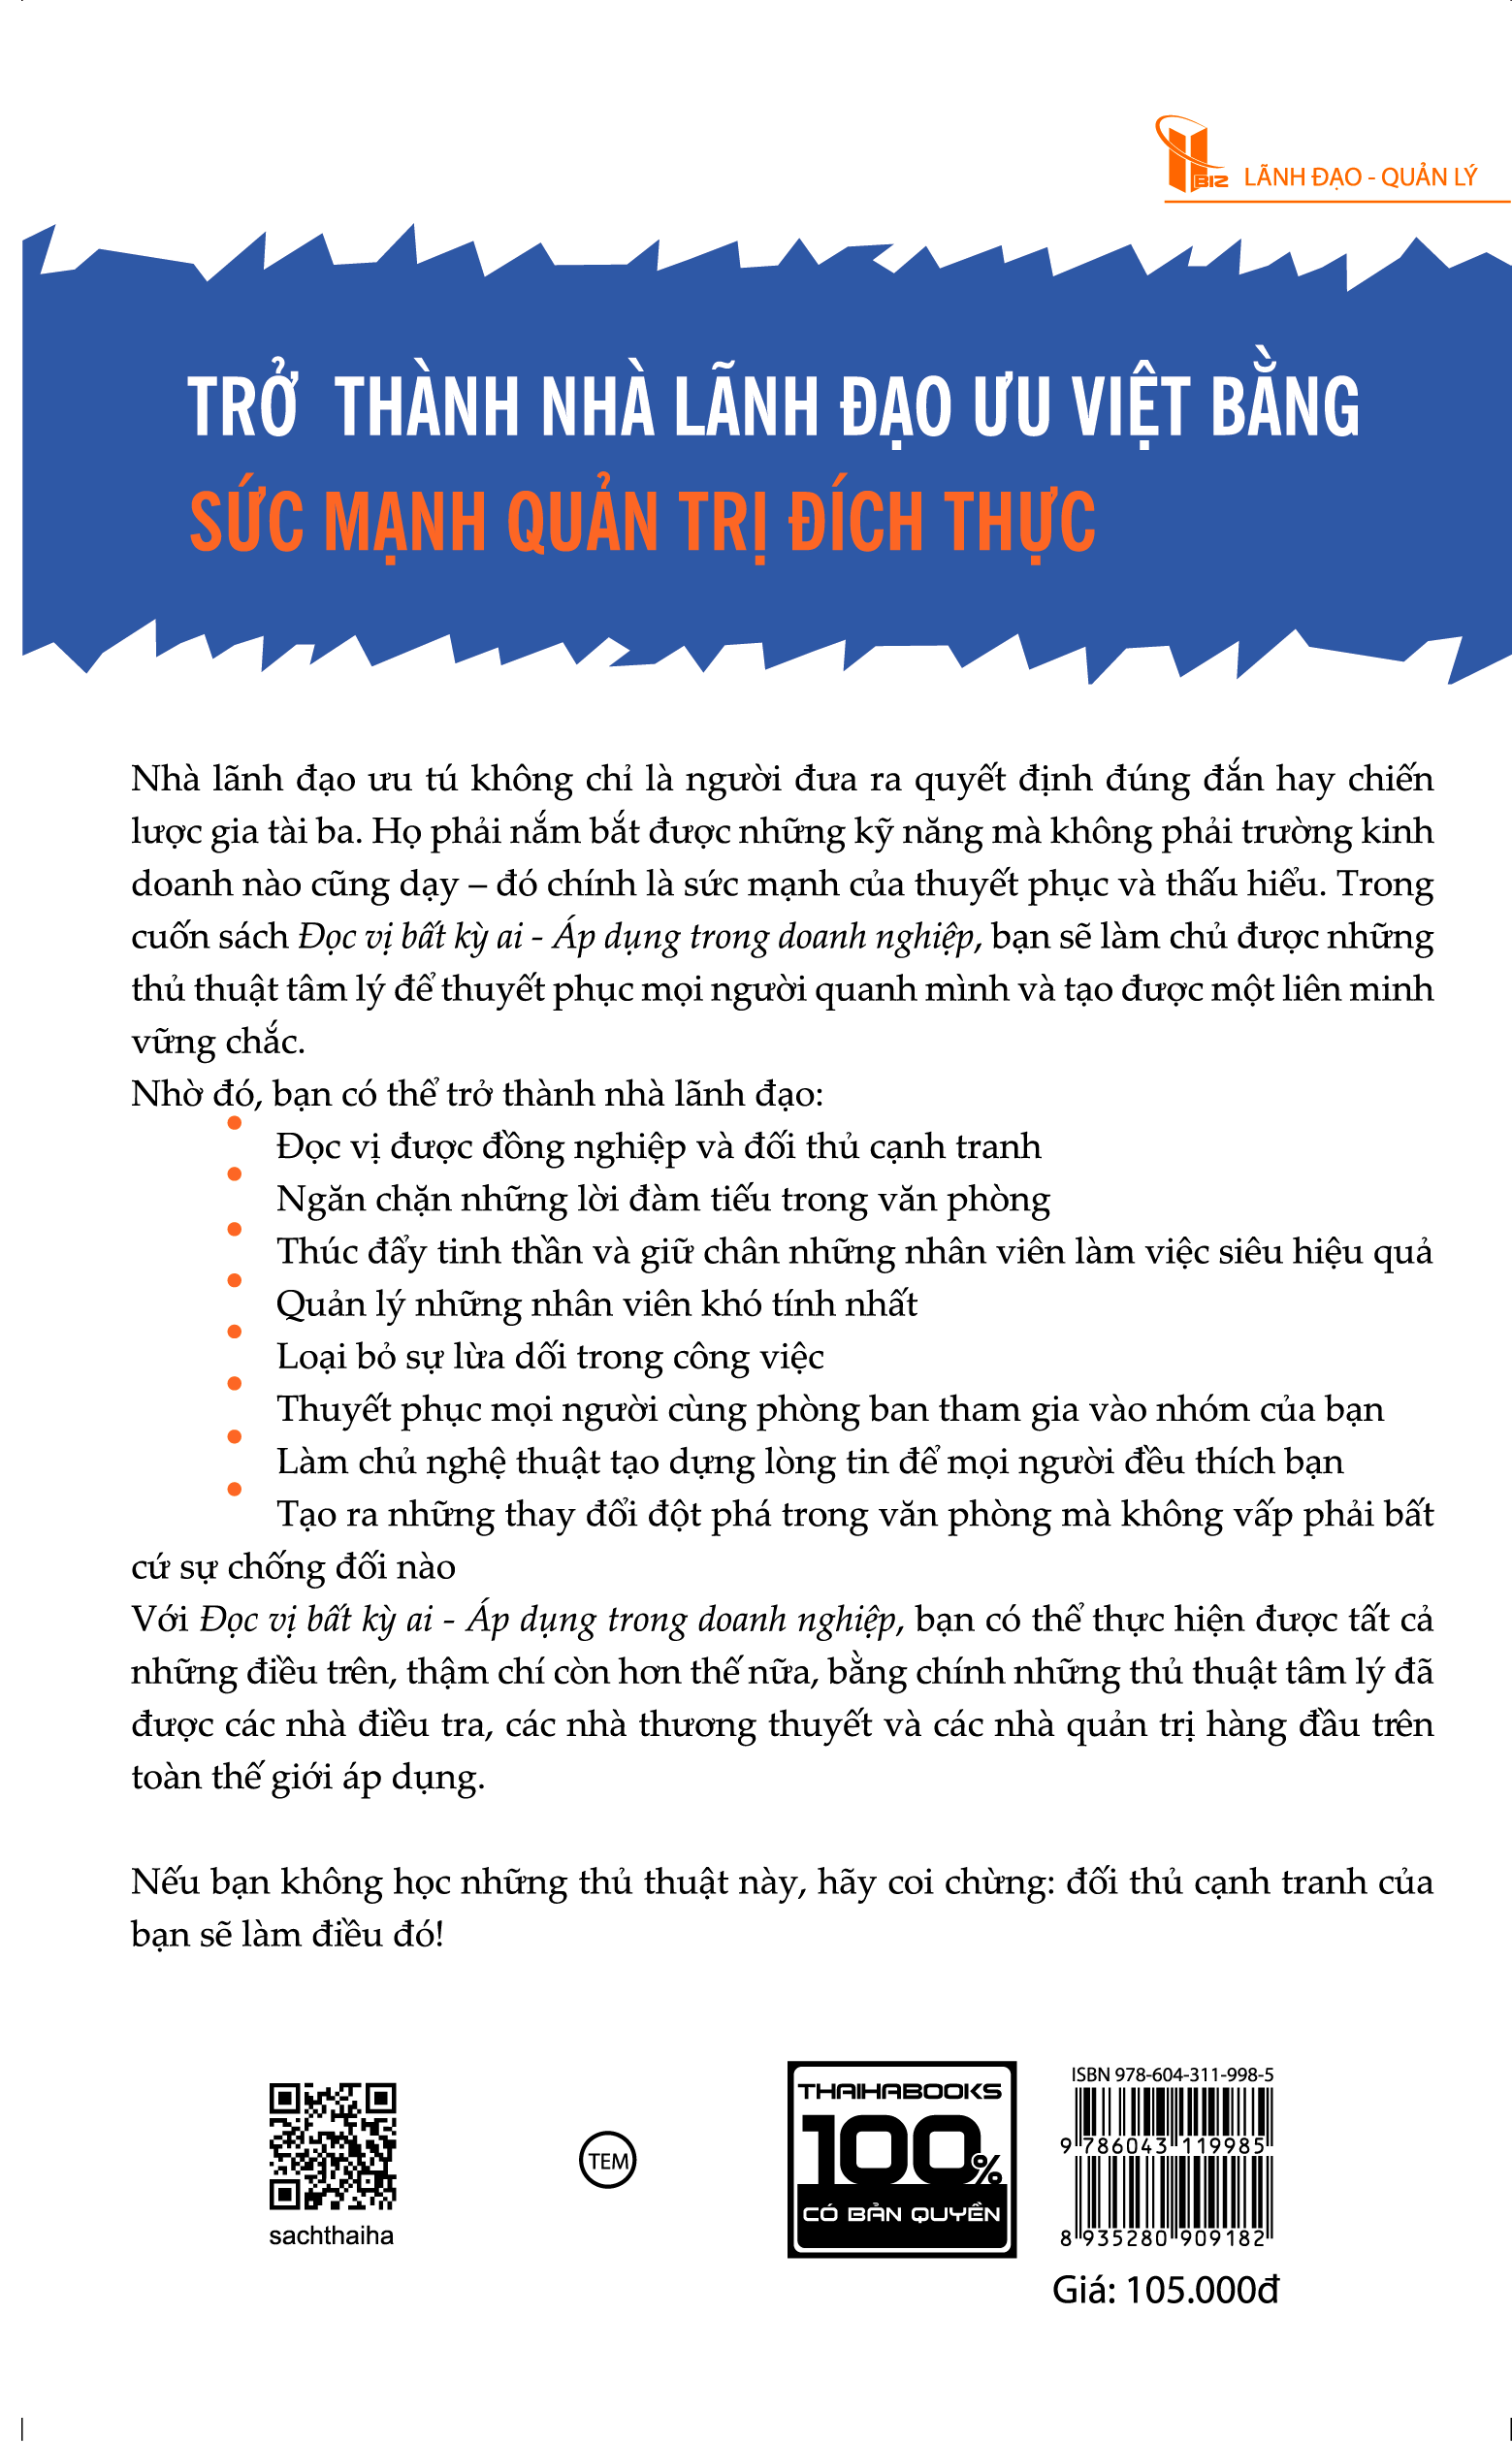 BIZ LÃNH ĐẠO - QUẢN LÝ
TRỞ THÀNH NHÀ LÃNH ĐẠO ƯU VIỆT BẰNG
SỨC MẠNH QUẢN TRỊ ĐÍCH THỰC
Nhà lãnh đạo ưu tú không chỉ là người đưa ra quyết định đúng đắn hay chiến
lược gia tài ba. Họ phải nắm bắt được những kỹ năng mà không phải trường kinh
doanh nào cũng dạy – đó chính là sức mạnh của thuyết phục và thấu hiểu. Trong
cuốn sách Đọc vị bất kỳ ai - Áp dụng trong doanh nghiệp, bạn sẽ làm chủ được những
thủ thuật tâm lý để thuyết phục mọi người quanh mình và tạo được một liên minh
vững chắc.
Nhờ đó, bạn có thể trở thành nhà lãnh đạo:
• Đọc vị được đồng nghiệp và đối thủ cạnh tranh
• Ngăn chặn những lời đàm tiếu trong văn phòng
• Thúc đẩy tinh thần và giữ chân những nhân viên làm việc siêu hiệu quả
• Quản lý những nhân viên khó tính nhất
• Loại bỏ sự lừa dối trong công việc
• Thuyết phục mọi người cùng phòng ban tham gia vào nhóm của bạn
• Làm chủ nghệ thuật tạo dựng lòng tin để mọi người đều thích bạn
• Tạo ra những thay đổi đột phá trong văn phòng mà không vấp phải bất
cứ sự chống đối nào
Với Đọc vị bất kỳ ai - Áp dụng trong doanh nghiệp, bạn có thể thực hiện được tất cả
những điều trên, thậm chí còn hơn thế nữa, bằng chính những thủ thuật tâm lý đã
được các nhà điều tra, các nhà thương thuyết và các nhà quản trị hàng đầu trên
toàn thế giới áp dụng.
Nếu bạn không học những thủ thuật này, hãy coi chừng: đối thủ cạnh tranh của
bạn sẽ làm điều đó!
sachthaiha
TEM
THAIHABOOKS
100%
CÓ BẢN QUYỀN
ISBN 978-604-311-998-5
9 786043 119985
8 935280 909182
Giá: 105.000đ